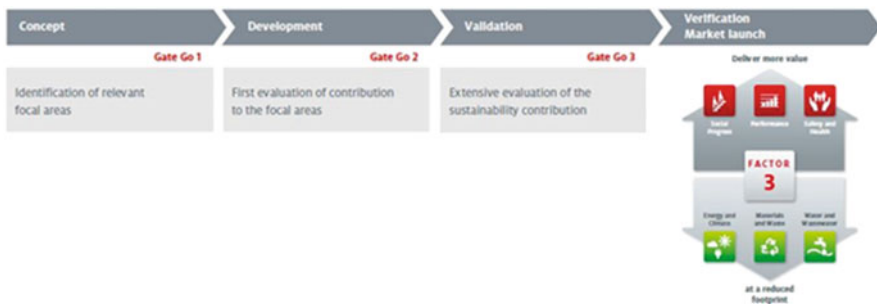 Concept
Development
Validation
Verification
Market launch
Gate Go 1
Gate Go 2
Gate Go 3
Identification of relevant
focal areas
First evaluation of contribution
to the focal areas
Extensive evaluation of the
sustainability contribution
Deliver more value
Social
Progress
Performance
Safety and
Health
FACTOR
3
Energy and
Climate
Materials
and Waste
Water and
Wastewater
at a reduced
footprint